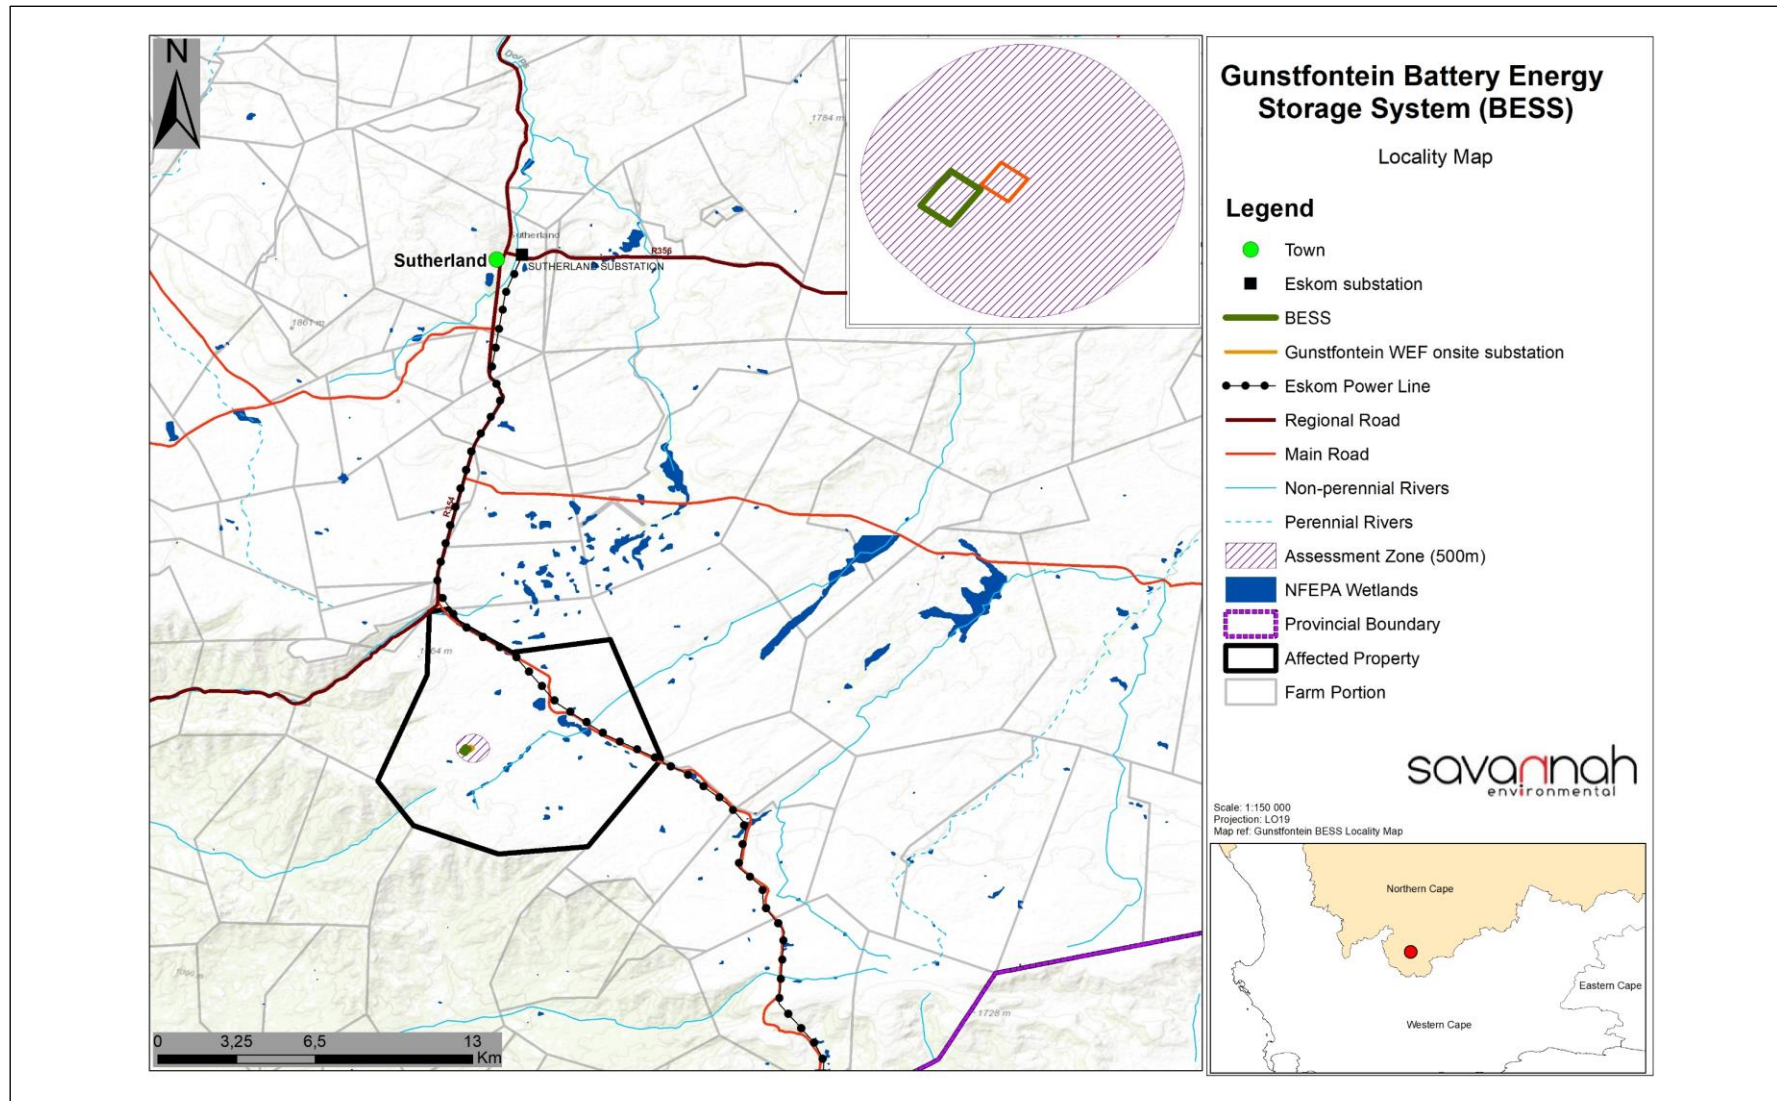 N
Dorps
1784 m
Sutherland
Sutherland
SUTHERLAND SUBSTATION
R356
1861 m
R354
1728 m
0 3,25 6,5 13
Km
Gunstfontein Battery Energy
Storage System (BESS)
Locality Map
Legend
Town
Eskom substation
BESS
Gunstfontein WEF onsite substation
Eskom Power Line
Regional Road
Main Road
Non-perennial Rivers
Perennial Rivers
Assessment Zone (500m)
NFEPA Wetlands
Provincial Boundary
Affected Property
Farm Portion
savannah
environmental
Scale: 1:150 000
Projection: LO19
Map ref: Gunstfontein BESS Locality Map
Northern Cape
Eastern Cape
Western Cape